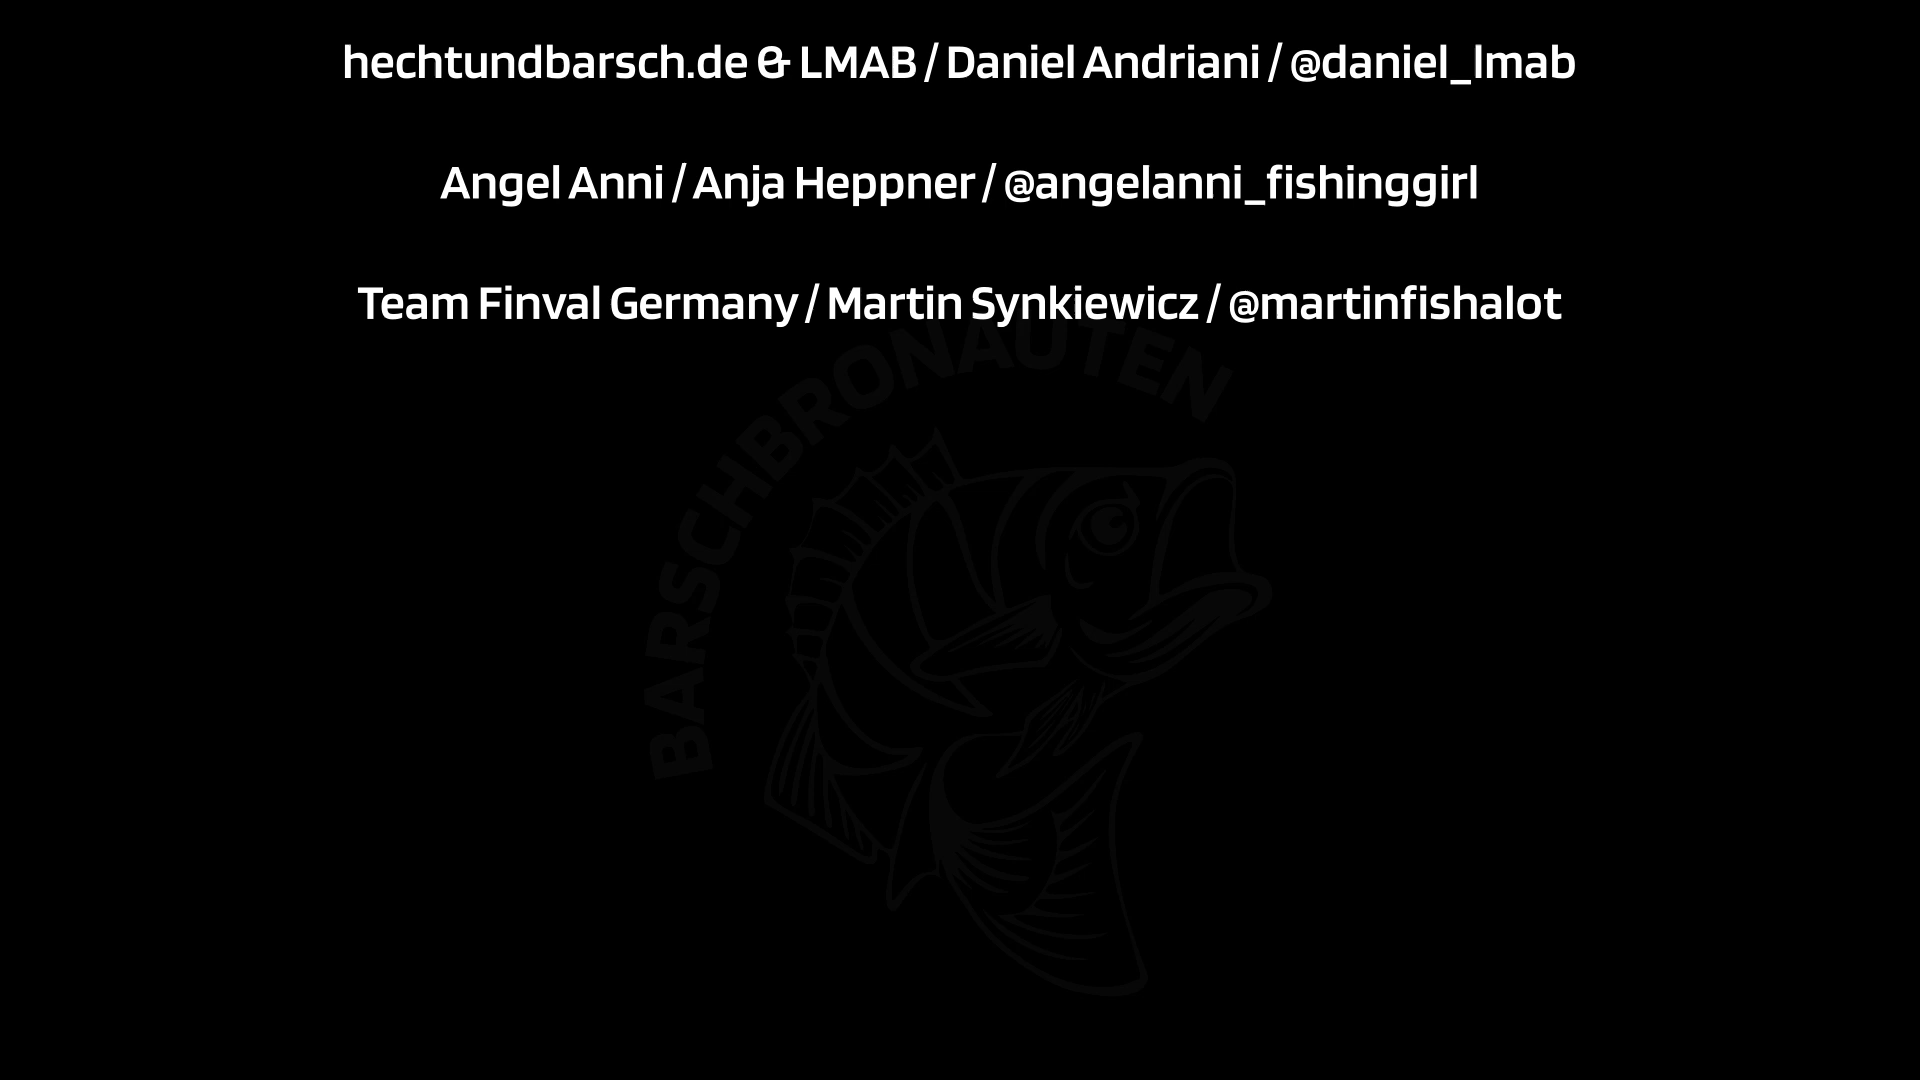 hechtundbarsch.de & LMAB / Daniel Andriani / @daniel_lmab
Angel Anni / Anja Heppner / @angelanni_fishinggirl
Team Finval Germany / Martin Synkiewicz / @martinfishalot
BARSCHBRONAUTEN